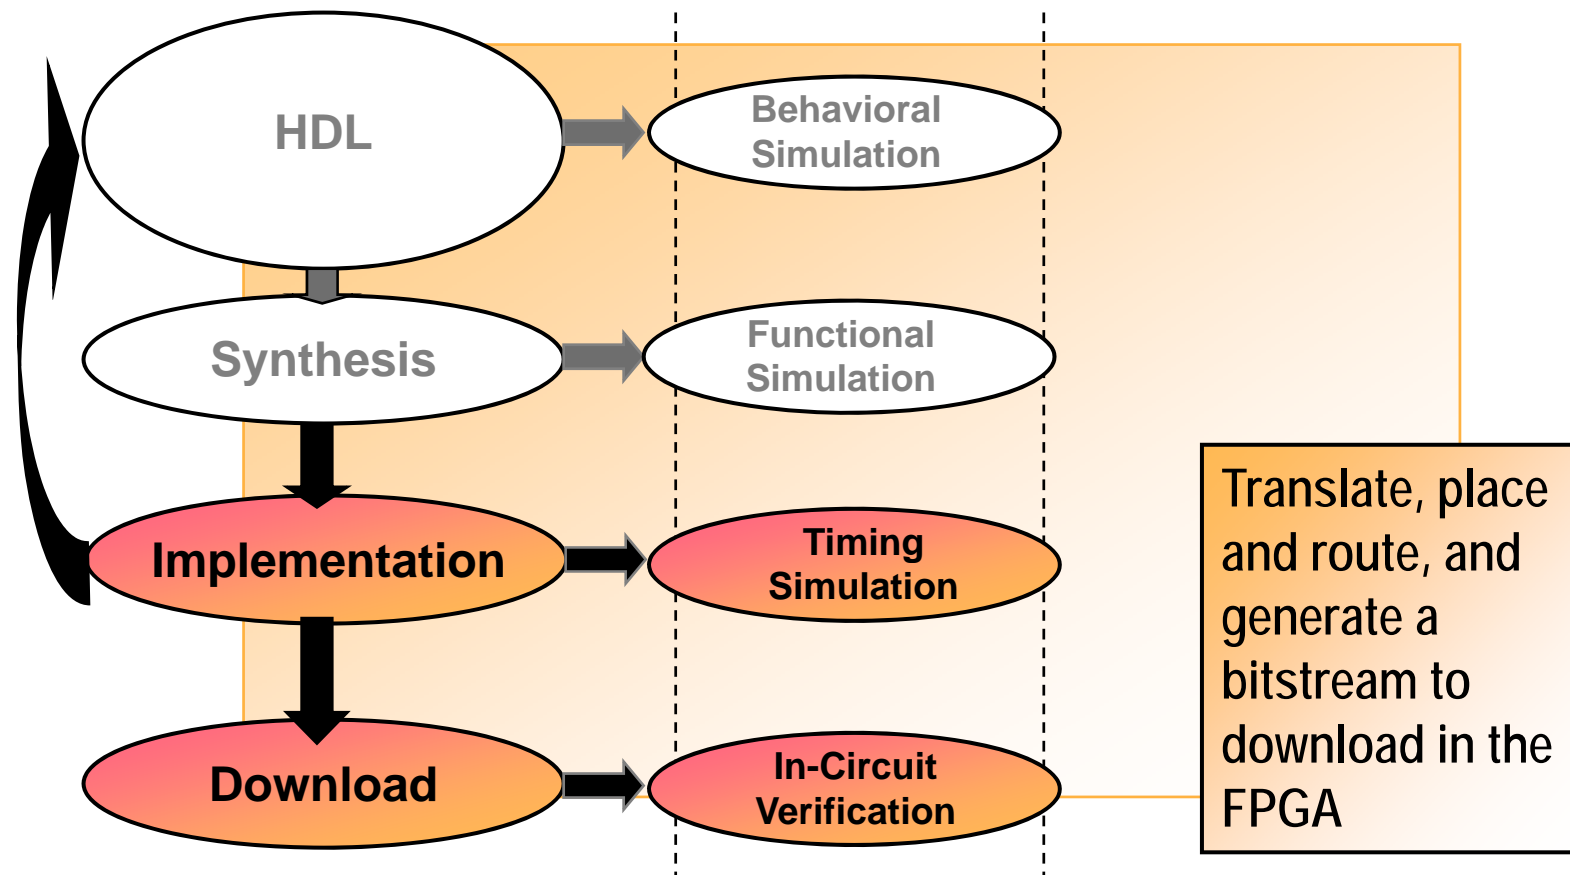 HDL
Behavioral
Simulation
Synthesis
Functional
Simulation
Implementation
Timing
Simulation
Download
In-Circuit
Verification
Translate, place
and route, and
generate a
bitstream to
download in the
FPGA